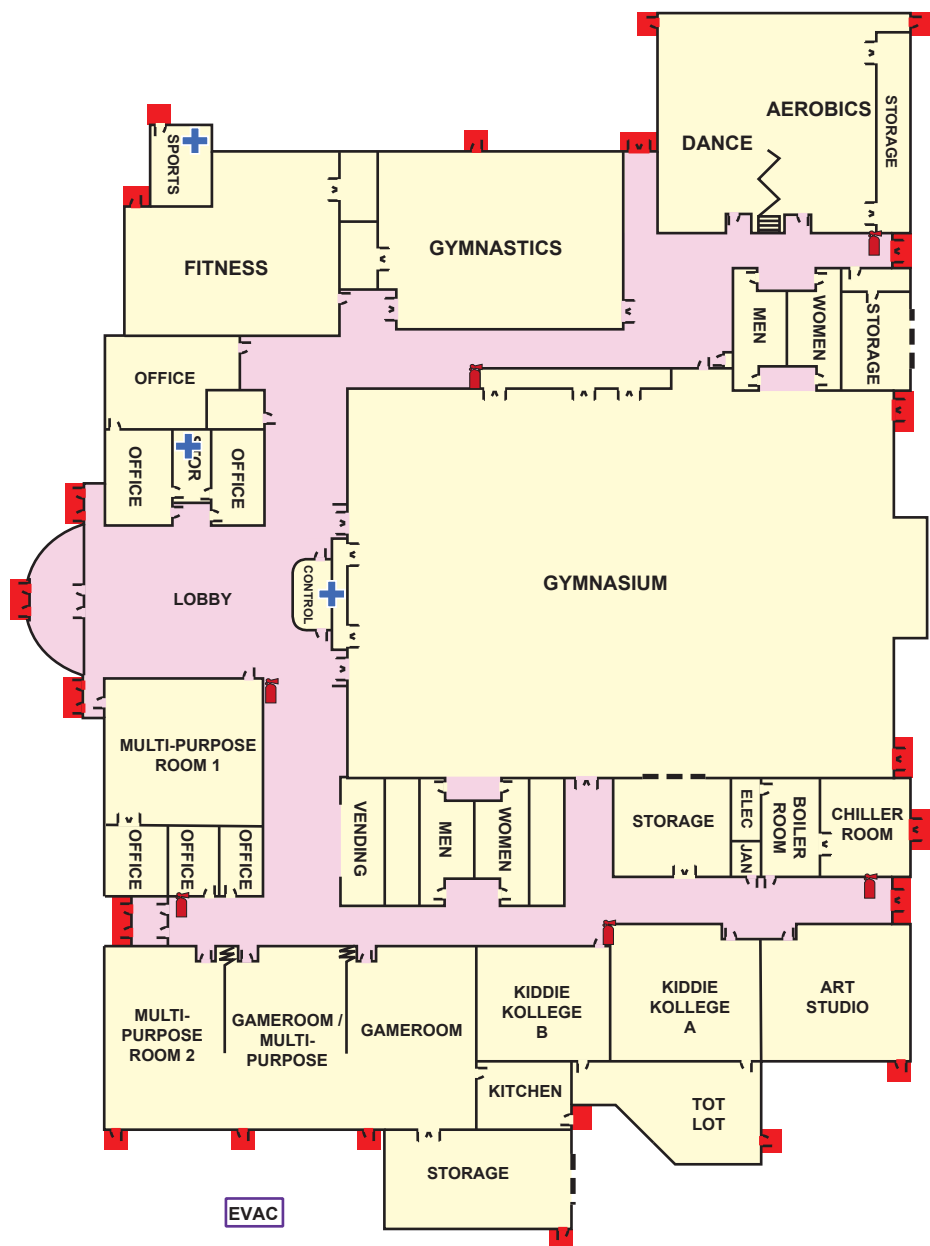 AEROBICS
STORAGE
DANCE
SPORTS
GYMNASTICS
FITNESS
MEN
WOMEN
STORAGE
OFFICE
OFFICE
STOR
OFFICE
GYMNASIUM
CONTROL
LOBBY
MULTI-PURPOSE
ROOM 1
OFFICE
OFFICE
OFFICE
VENDING
MEN
WOMEN
STORAGE
ELEC
JAN
BOILER
ROOM
CHILLER
ROOM
MULTI-
PURPOSE
ROOM 2
GAMEROOM /
MULTI-
PURPOSE
GAMEROOM
KIDDIE
KOLLEGE
B
KIDDIE
KOLLEGE
A
ART
STUDIO
KITCHEN
TOT
LOT
STORAGE
EVAC